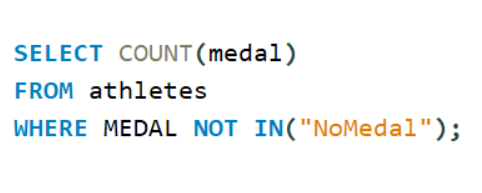 SELECT COUNT(medal)
FROM athletes
WHERE MEDAL NOT IN("NoMedal");